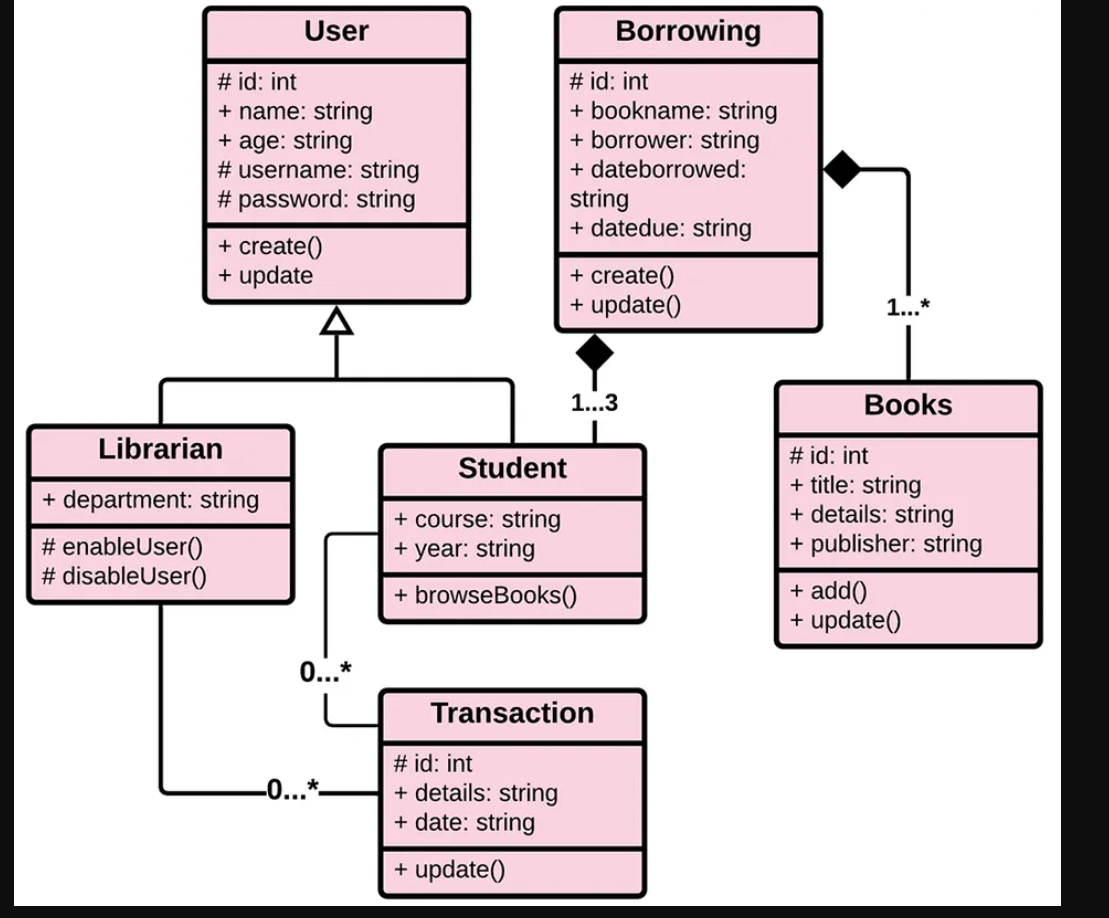 User
# id: int
+ name: string
+ age: string
# username: string
# password: string
+ create()
+ update
Borrowing
# id: int
+ bookname: string
+ borrower: string
+ dateborrowed:
string
+ datedue: string
+ create()
+ update()
1...*
1...3
Books
# id: int
+ title: string
+ details: string
+ publisher: string
+ add()
+ update()
Librarian
+ department: string
# enableUser()
# disableUser()
Student
+ course: string
+ year: string
+ browseBooks()
0...*
0...*
Transaction
# id: int
+ details: string
+ date: string
+ update()